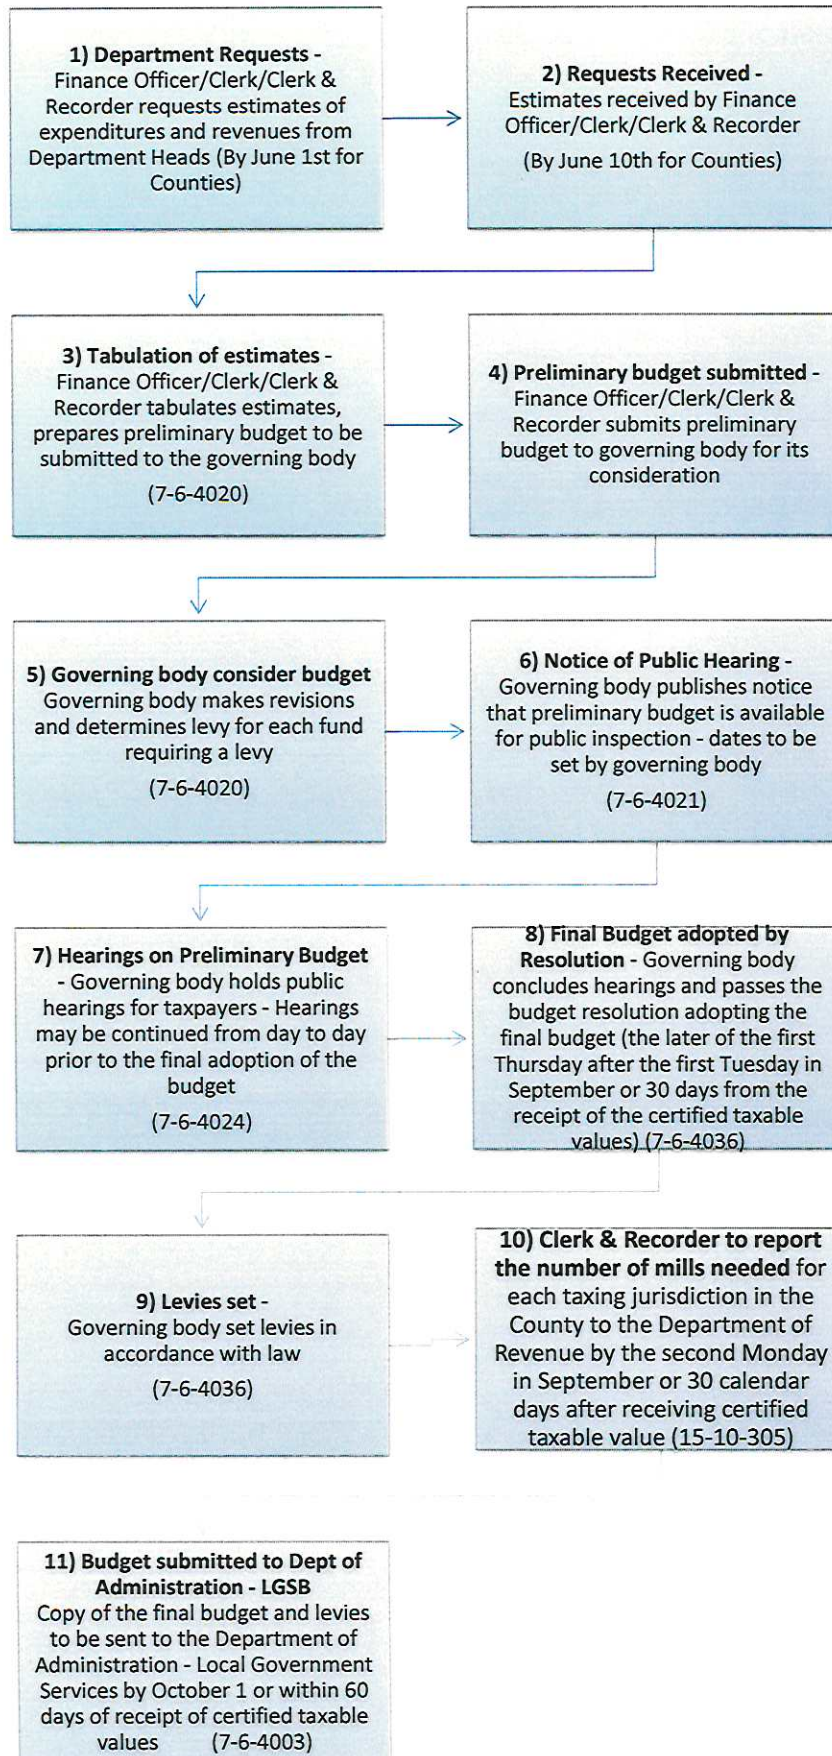 1) Department Requests -
Finance Officer/Clerk/Clerk &
Recorder requests estimates of
expenditures and revenues from
Department Heads (By June 1st for
Counties)
2) Requests Received -
Estimates received by Finance
Officer/Clerk/Clerk & Recorder
(By June 10th for Counties)
3) Tabulation of estimates -
Finance Officer/Clerk/Clerk &
Recorder tabulates estimates,
prepares preliminary budget to be
submitted to the governing body
(7-6-4020)
4) Preliminary budget submitted -
Finance Officer/Clerk/Clerk &
Recorder submits preliminary
budget to governing body for its
consideration
5) Governing body consider budget
Governing body makes revisions
and determines levy for each fund
requiring a levy
(7-6-4020)
6) Notice of Public Hearing -
Governing body publishes notice
that preliminary budget is available
for public inspection - dates to be
set by governing body
(7-6-4021)
7) Hearings on Preliminary Budget
- Governing body holds public
hearings for taxpayers - Hearings
may be continued from day to day
prior to the final adoption of the
budget
(7-6-4024)
8) Final Budget adopted by
Resolution - Governing body
concludes hearings and passes the
budget resolution adopting the
final budget (the later of the first
Thursday after the first Tuesday in
September or 30 days from the
receipt of the certified taxable
values) (7-6-4036)
9) Levies set -
Governing body set levies in
accordance with law
(7-6-4036)
10) Clerk & Recorder to report
the number of mills needed for
each taxing jurisdiction in the
County to the Department of
Revenue by the second Monday
in September or 30 calendar
days after receiving certified
taxable value (15-10-305)
11) Budget submitted to Dept of
Administration - LGSB
Copy of the final budget and levies
to be sent to the Department of
Administration - Local Government
Services by October 1 or within 60
days of receipt of certified taxable
values (7-6-4003)